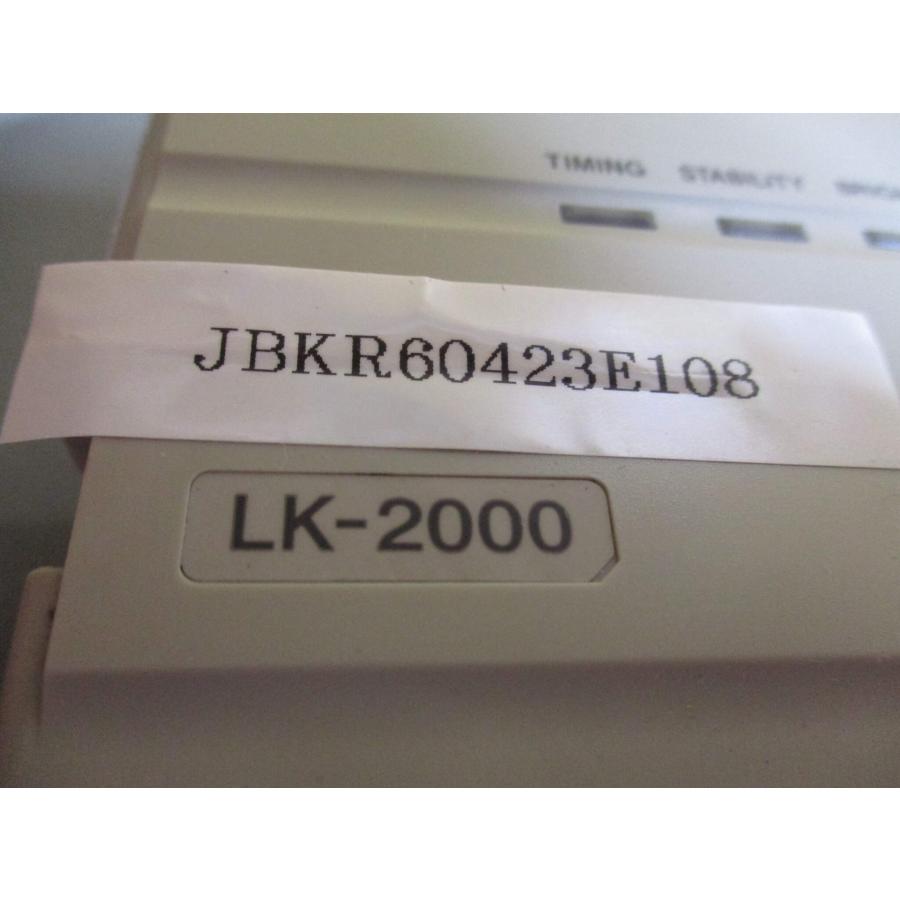 TIMING STABILITY
JBKR60423E108
LK-2000